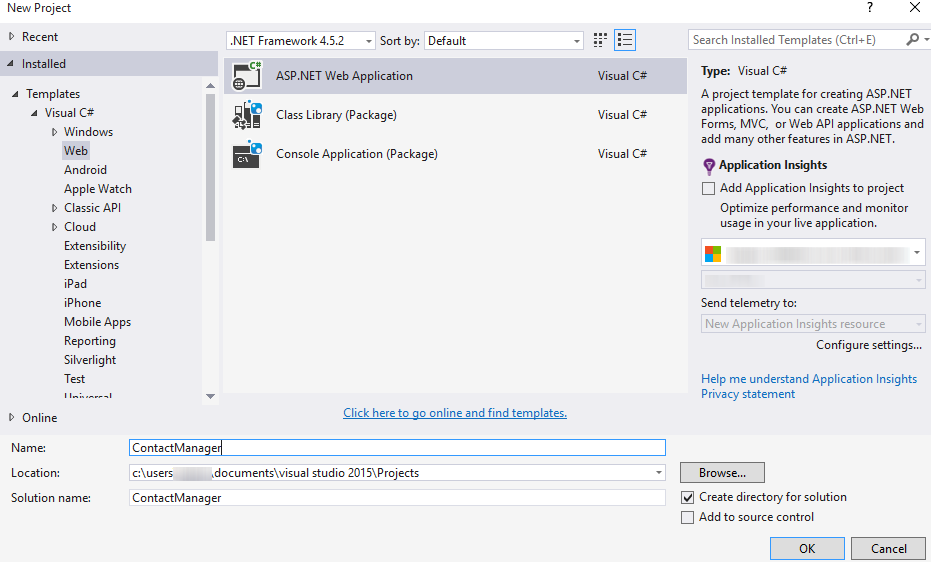 New Project
?
Recent
.NET Framework 4.5.2 Sort by: Default
Search Installed Templates (Ctrl+E)
Installed
Templates
Visual C#
Windows
Web
Android
Apple Watch
Classic API
Cloud
Extensibility
Extensions
iPad
iPhone
Mobile Apps
Reporting
Silverlight
Test
Universal
Online
ASP.NET Web Application Visual C#
Class Library (Package) Visual C#
Console Application (Package) Visual C#
Click here to go online and find templates.
Type: Visual C#
A project template for creating ASP.NET
applications. You can create ASP.NET Web
Forms, MVC, or Web API applications and
add many other features in ASP.NET.
Application Insights
Add Application Insights to project
Optimize performance and monitor
usage in your live application.
Send telemetry to:
New Application Insights resource
Configure settings...
Help me understand Application Insights
Privacy statement
Name: ContactManager
Location: c:\users \documents\visual studio 2015\Projects Browse...
Solution name: ContactManager
Create directory for solution
Add to source control
OK Cancel